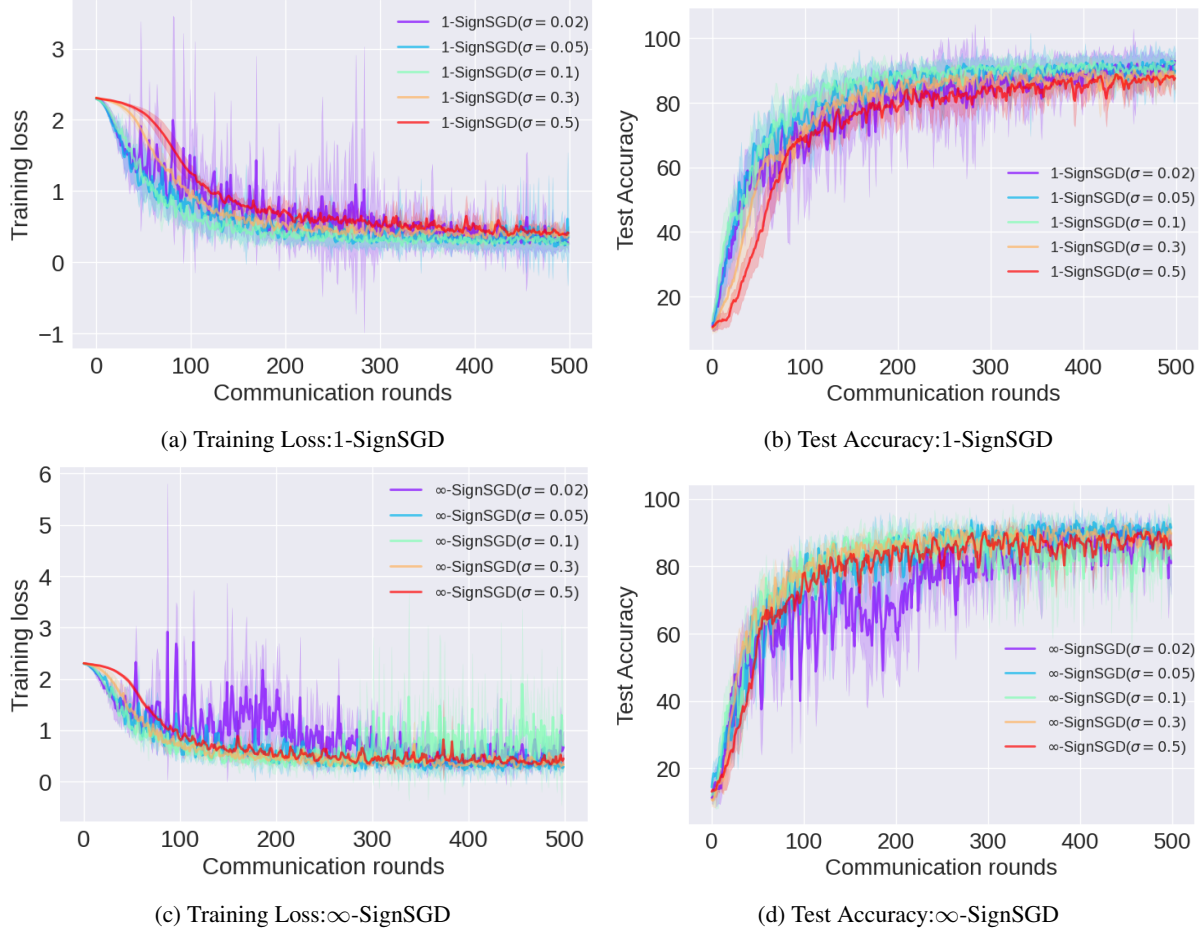 3
2
1
0
−1
Training loss
1-SignSGD(σ = 0.02)
1-SignSGD(σ = 0.05)
1-SignSGD(σ = 0.1)
1-SignSGD(σ = 0.3)
1-SignSGD(σ = 0.5)
0 100 200 300 400 500
Communication rounds
(a) Training Loss:1-SignSGD
100
80
60
40
20
Test Accuracy
1-SignSGD(σ = 0.02)
1-SignSGD(σ = 0.05)
1-SignSGD(σ = 0.1)
1-SignSGD(σ = 0.3)
1-SignSGD(σ = 0.5)
0 100 200 300 400 500
Communication rounds
(b) Test Accuracy:1-SignSGD
6
5
4
3
2
1
0
Training loss
∞-SignSGD(σ = 0.02)
∞-SignSGD(σ = 0.05)
∞-SignSGD(σ = 0.1)
∞-SignSGD(σ = 0.3)
∞-SignSGD(σ = 0.5)
0 100 200 300 400 500
Communication rounds
(c) Training Loss:∞-SignSGD
100
80
60
40
20
Test Accuracy
∞-SignSGD(σ = 0.02)
∞-SignSGD(σ = 0.05)
∞-SignSGD(σ = 0.1)
∞-SignSGD(σ = 0.3)
∞-SignSGD(σ = 0.5)
0 100 200 300 400 500
Communication rounds
(d) Test Accuracy:∞-SignSGD